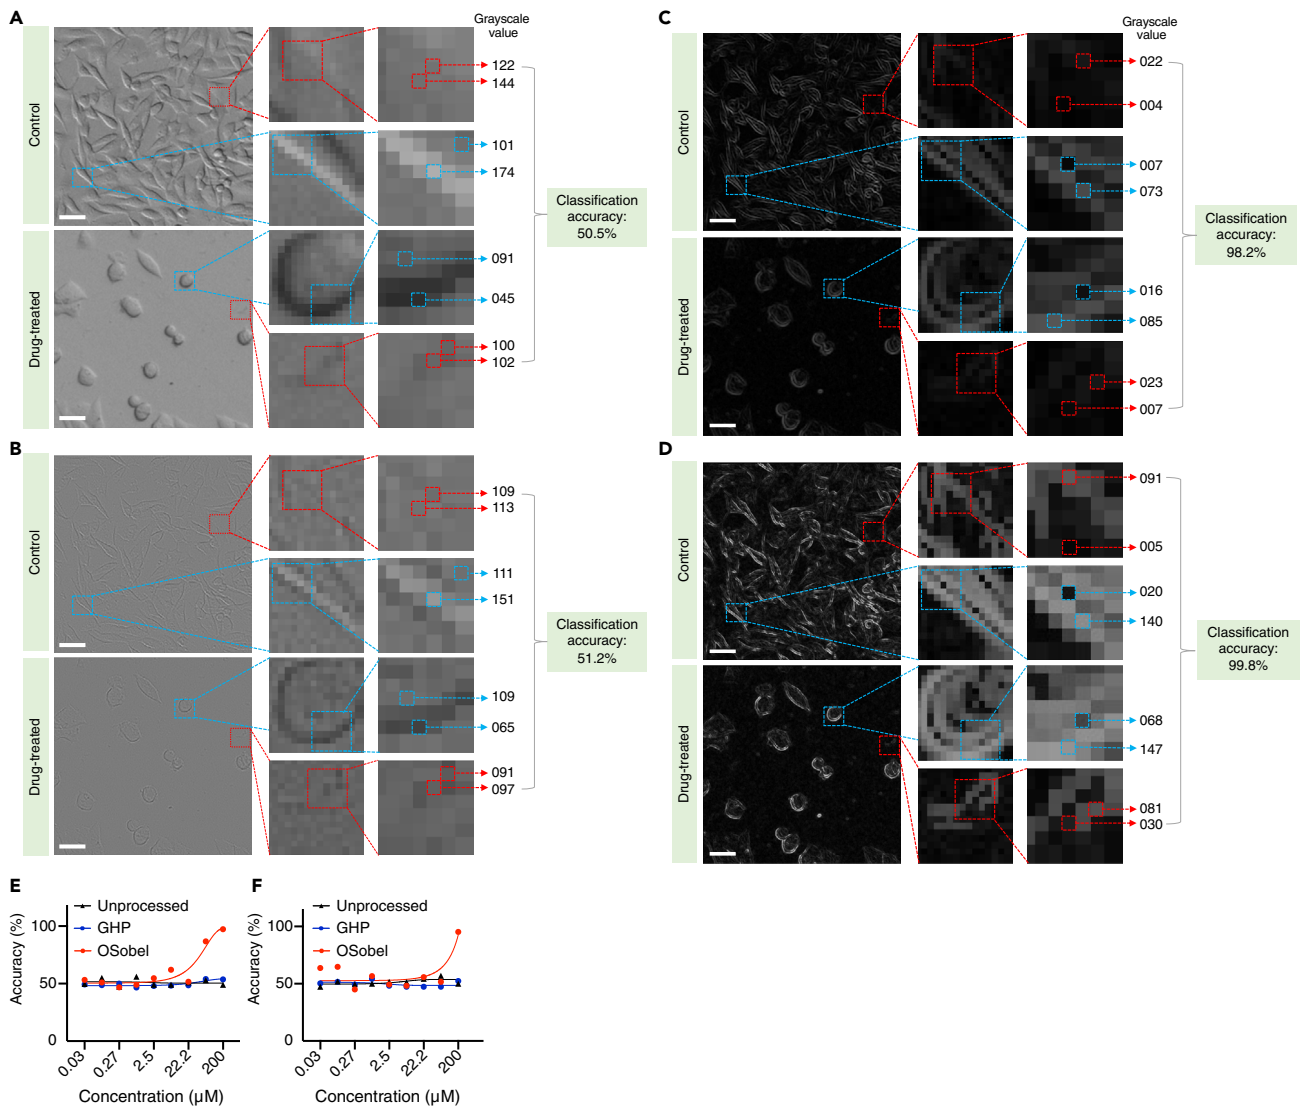 A
Grayscale
value
Control
122
144
101
174
Classification
accuracy:
50.5%
Drug-treated
091
045
100
102
B
Control
109
113
111
151
Classification
accuracy:
51.2%
Drug-treated
109
065
091
097
C
Grayscale
value
Control
022
004
007
073
Classification
accuracy:
98.2%
Drug-treated
016
085
023
007
D
Control
091
005
020
140
Classification
accuracy:
99.8%
Drug-treated
068
147
081
030
E
Unprocessed
GHP
OSobel
Accuracy (%)
100
50
0
0.03
0.27
2.5
22.2
200
Concentration (µM)
F
Unprocessed
GHP
OSobel
Accuracy (%)
100
50
0
0.03
0.27
2.5
22.2
200
Concentration (µM)